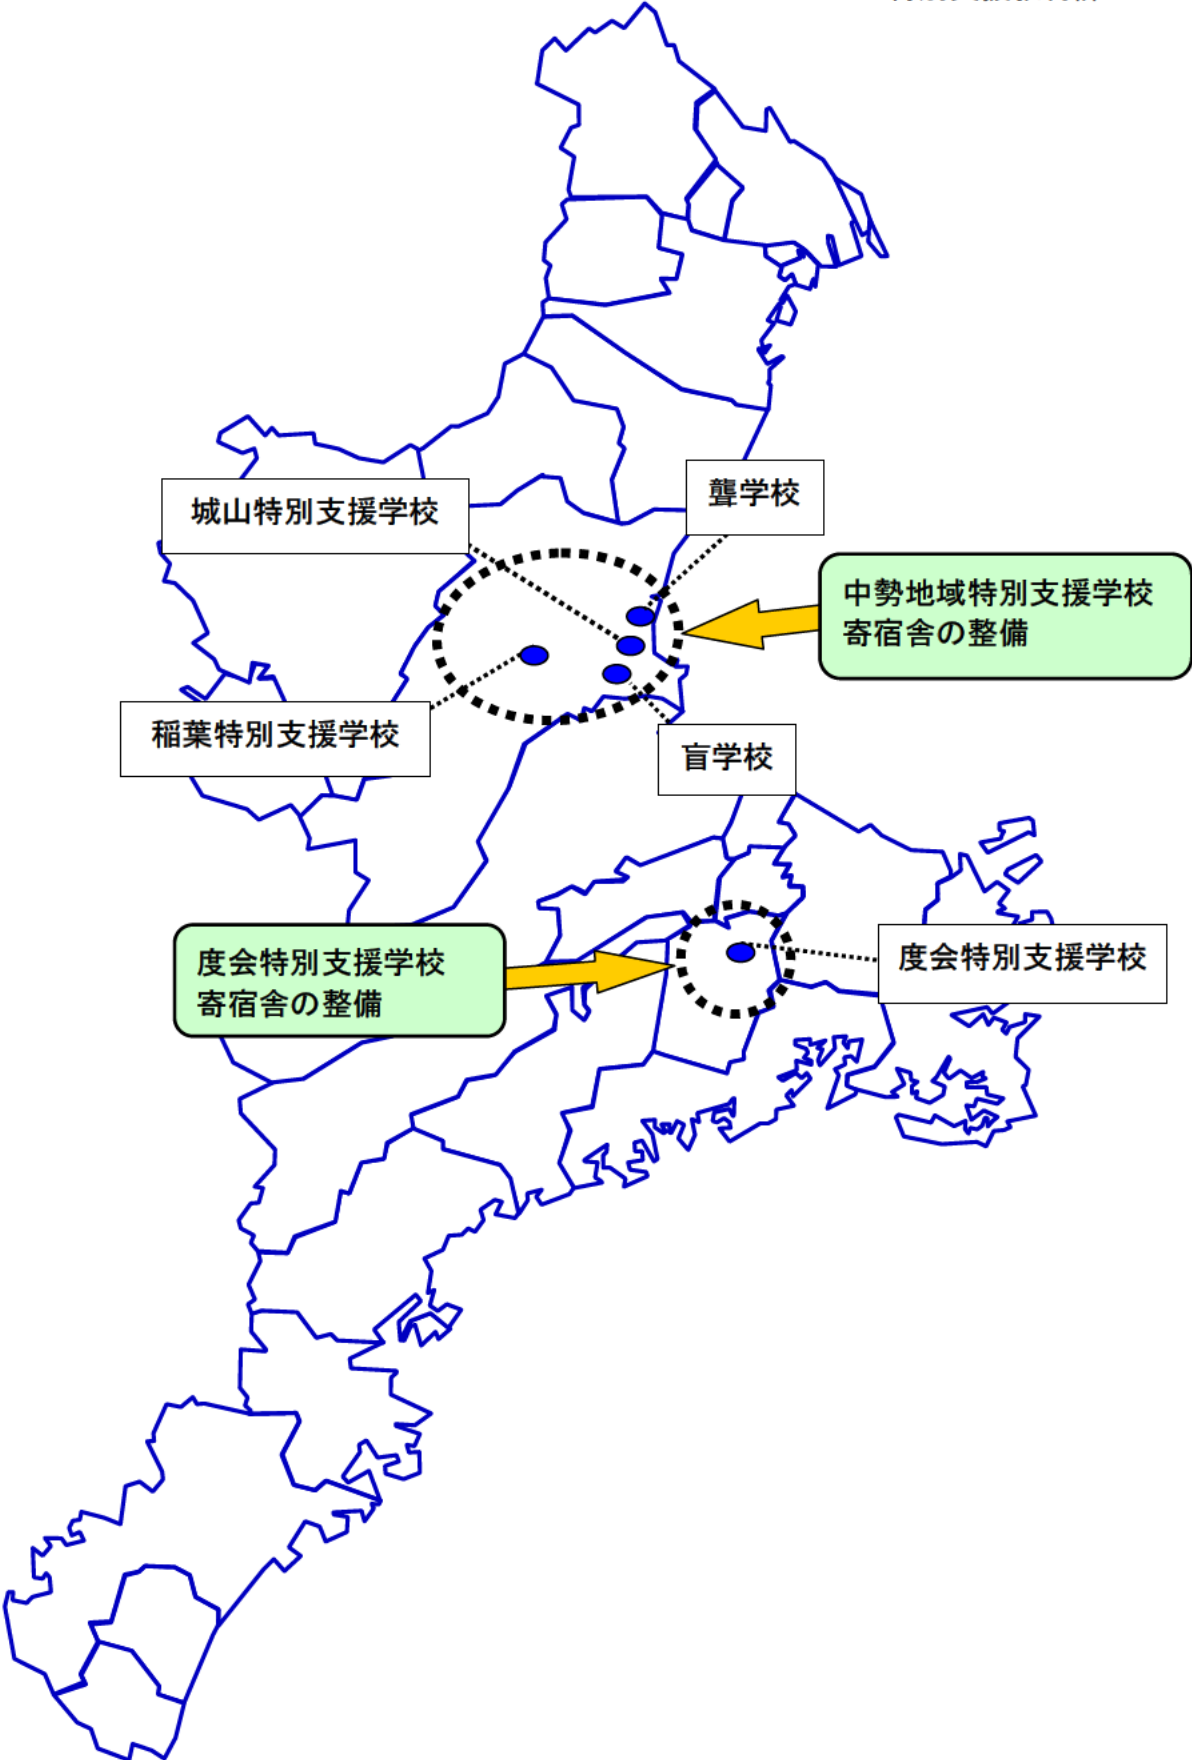 聾学校
城山特別支援学校
中勢地域特別支援学校
寄宿舎の整備
稲葉特別支援学校
盲学校
度会特別支援学校
寄宿舎の整備
度会特別支援学校